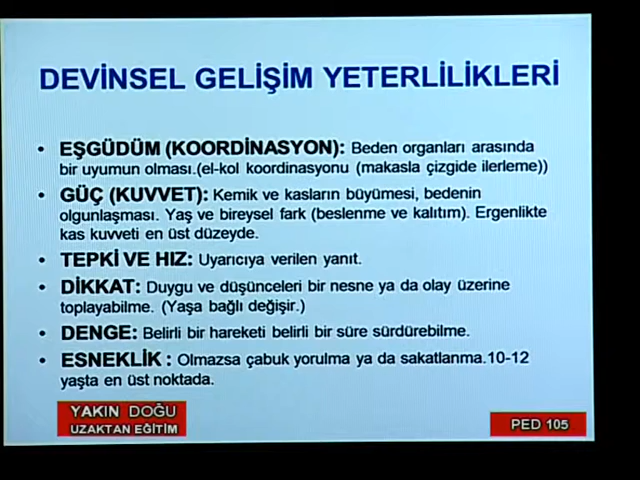 DEVİNSEL GELİŞİM YETERLİLİKLERİ
• EŞGÜDÜM (KOORDİNASYON): Beden organları arasında
bir uyumun olması.(el-kol koordinasyonu (makasla çizgide ilerleme))
• GÜÇ (KUVVET): Kemik ve kasların büyümesi, bedenin
olgunlaşması. Yaş ve bireysel fark (beslenme ve kalıtım). Ergenlikte
kas kuvveti en üst düzeyde.
• TEPKİ VE HIZ: Uyarıcıya verilen yanıt.
• DİKKAT: Duygu ve düşünceleri bir nesne ya da olay üzerine
toplayabilme. (Yaşa bağlı değişir.)
• DENGE: Belirli bir hareketi belirli bir süre sürdürebilme.
• ESNEKLİK : Olmazsa çabuk yorulma ya da sakatlanma.10-12
yaşta en üst noktada.
YAKIN DOĞU
UZAKTAN EĞİTİM
PED 105